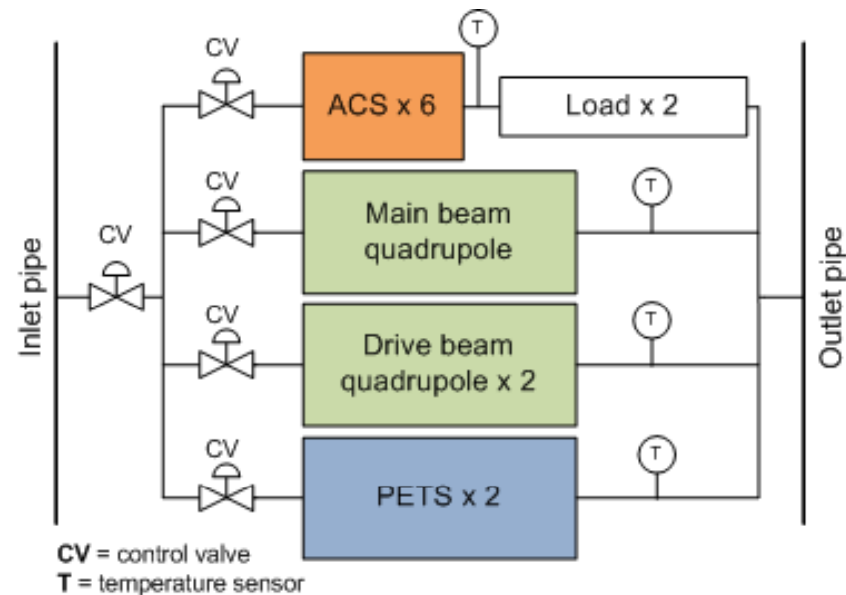 CV
T
ACS x 6
Load x 2
CV
T
Main beam
quadrupole
CV
Inlet pipe
Outlet pipe
CV
T
Drive beam
quadrupole x 2
CV
T
PETS x 2
CV = control valve
T = temperature sensor